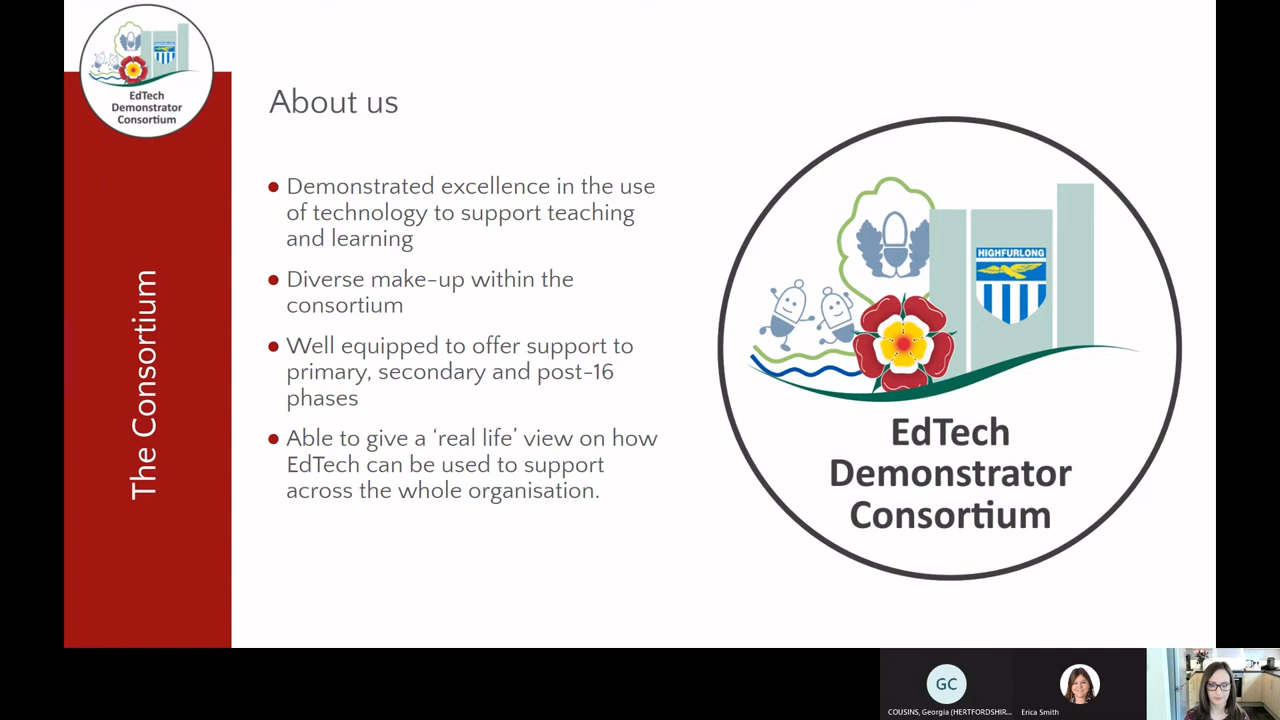 EdTech
Demonstrator
Consortium
The Consortium
About us
● Demonstrated excellence in the use
of technology to support teaching
and learning
● Diverse make-up within the
consortium
● Well equipped to offer support to
primary, secondary and post-16
phases
● Able to give a ‘real life’ view on how
EdTech can be used to support
across the whole organisation.
HIGHFURLONG
EdTech
Demonstrator
Consortium
GC
COUSINS, Georgia (HERTFORDSHIR...
Erica Smith